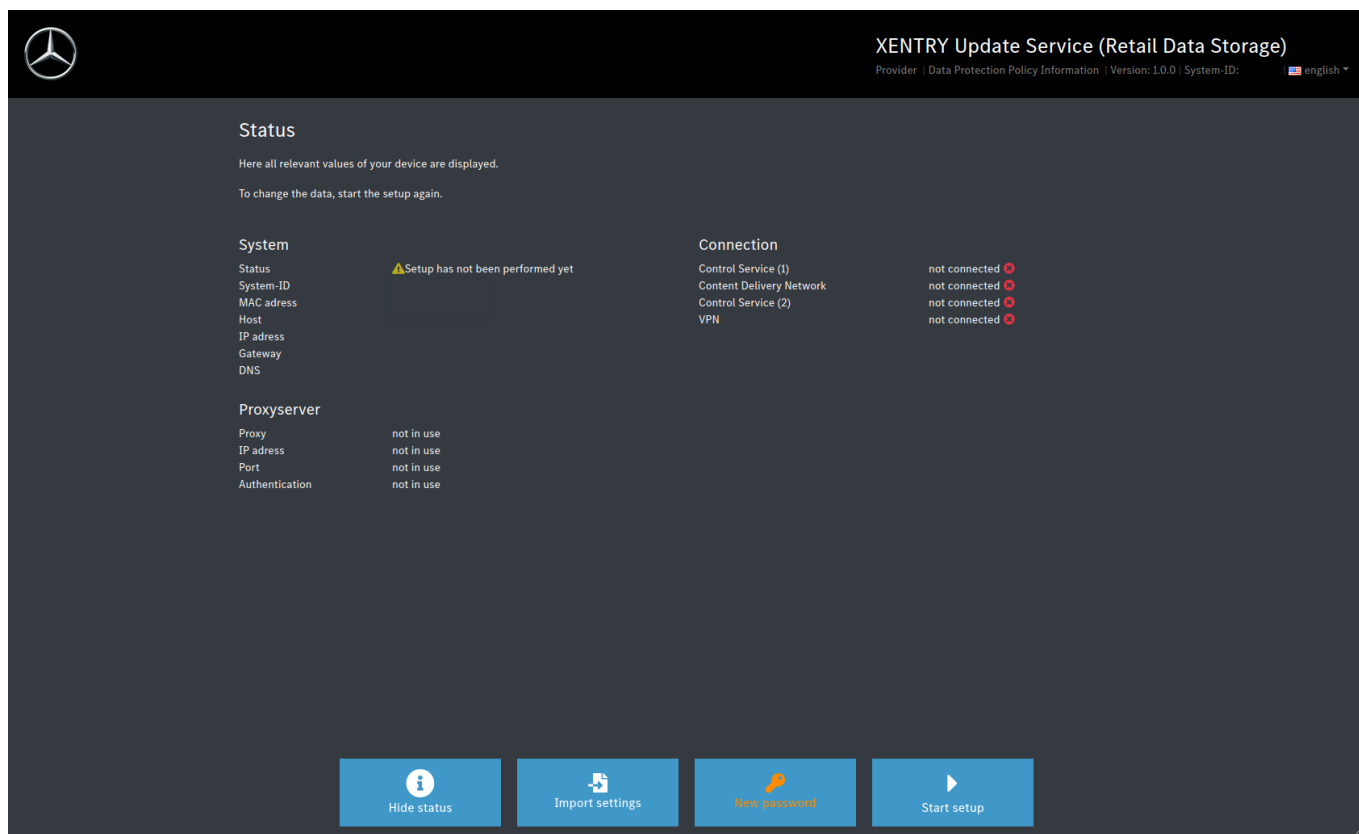 XENTRY Update Service (Retail Data Storage)
Provider | Data Protection Policy Information | Version: 1.0.0 | System-ID: | english
Status
Here all relevant values of your device are displayed.
To change the data, start the setup again.
System
Status Setup has not been performed yet
System-ID
MAC adress
Host
IP adress
Gateway
DNS
Connection
Control Service (1) not connected
Content Delivery Network not connected
Control Service (2) not connected
VPN not connected
Proxyserver
Proxy not in use
IP adress not in use
Port not in use
Authentication not in use
Hide status
Import settings
New password
Start setup